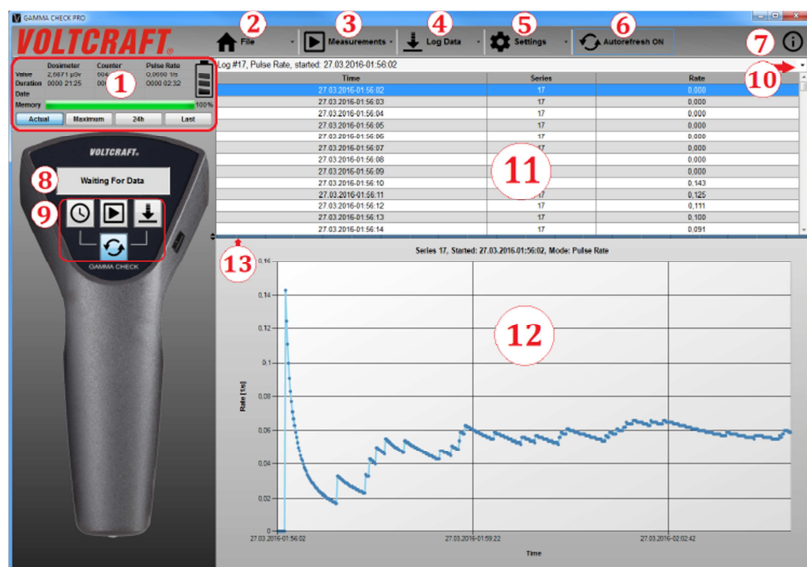 GAMMA CHECK PRO
VOLTCRAFT®
2 File
3 Measurements
4 Log Data
5 Settings
6 Autorefresh ON
7
Dosimeter Counter Pulse Rate
Value 2,6871 µSv 1/s
Duration 0000 21:25 0000 02:32
Date
Memory 100%
1
Actual Maximum 24h Last
Log #17, Pulse Rate, started: 27.03.2016-01:56:02
10
Time Series Rate
27.03.2016-01:56:02 17 0,000
27.03.2016-01:56:03 17 0,000
27.03.2016-01:56:04 17 0,000
27.03.2016-01:56:05 17 0,000
27.03.2016-01:56:06 17 0,000
27.03.2016-01:56:07 17 0,000
27.03.2016-01:56:08 17 0,000
27.03.2016-01:56:09 17 0,000
27.03.2016-01:56:10 17 0,143
27.03.2016-01:56:11 17 0,125
27.03.2016-01:56:12 17 0,111
27.03.2016-01:56:13 17 0,100
27.03.2016-01:56:14 17 0,091
11
VOLTCRAFT®
8 Waiting For Data
9
GAMMA CHECK
13
Series 17, Started: 27.03.2016-01:56:02, Mode: Pulse Rate
12
Rate [1/s]
0,16
0,14
0,12
0,1
0,08
0,06
0,04
0,02
0
27.03.2016-01:56:02 27.03.2016-01:59:22 27.03.2016-02:02:42
Time